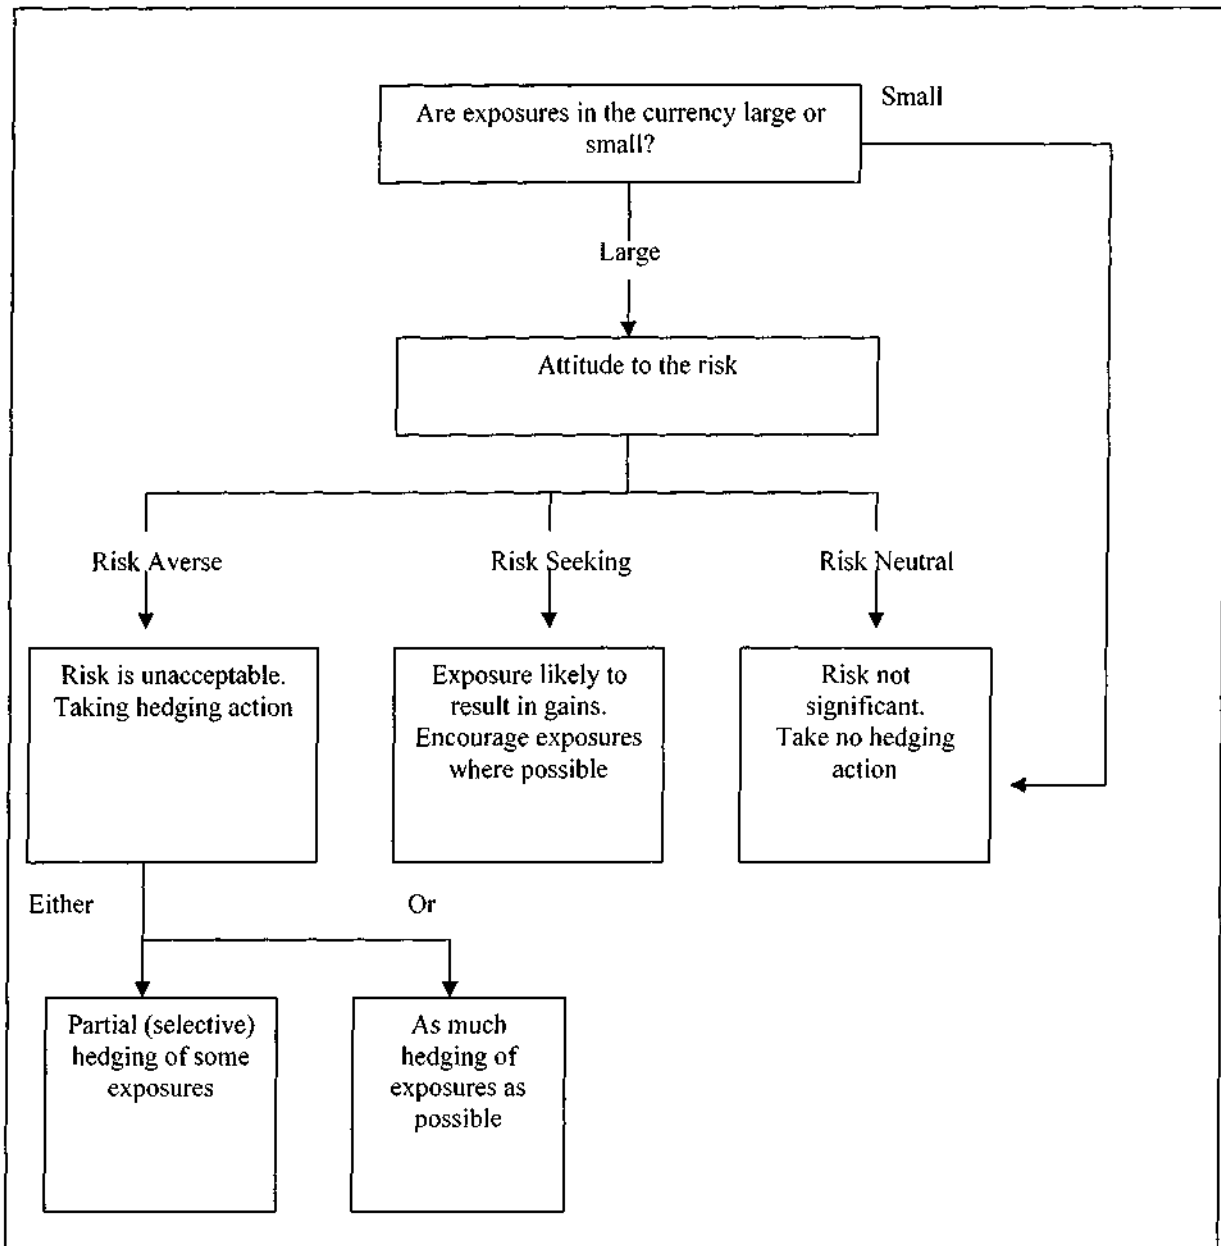 Small
Are exposures in the currency large or
small?
Large
Attitude to the risk
Risk Averse
Risk Seeking
Risk Neutral
Risk is unacceptable.
Taking hedging action
Exposure likely to
result in gains.
Encourage exposures
where possible
Risk not
significant.
Take no hedging
action
Either
Or
Partial (selective)
hedging of some
exposures
As much
hedging of
exposures as
possible